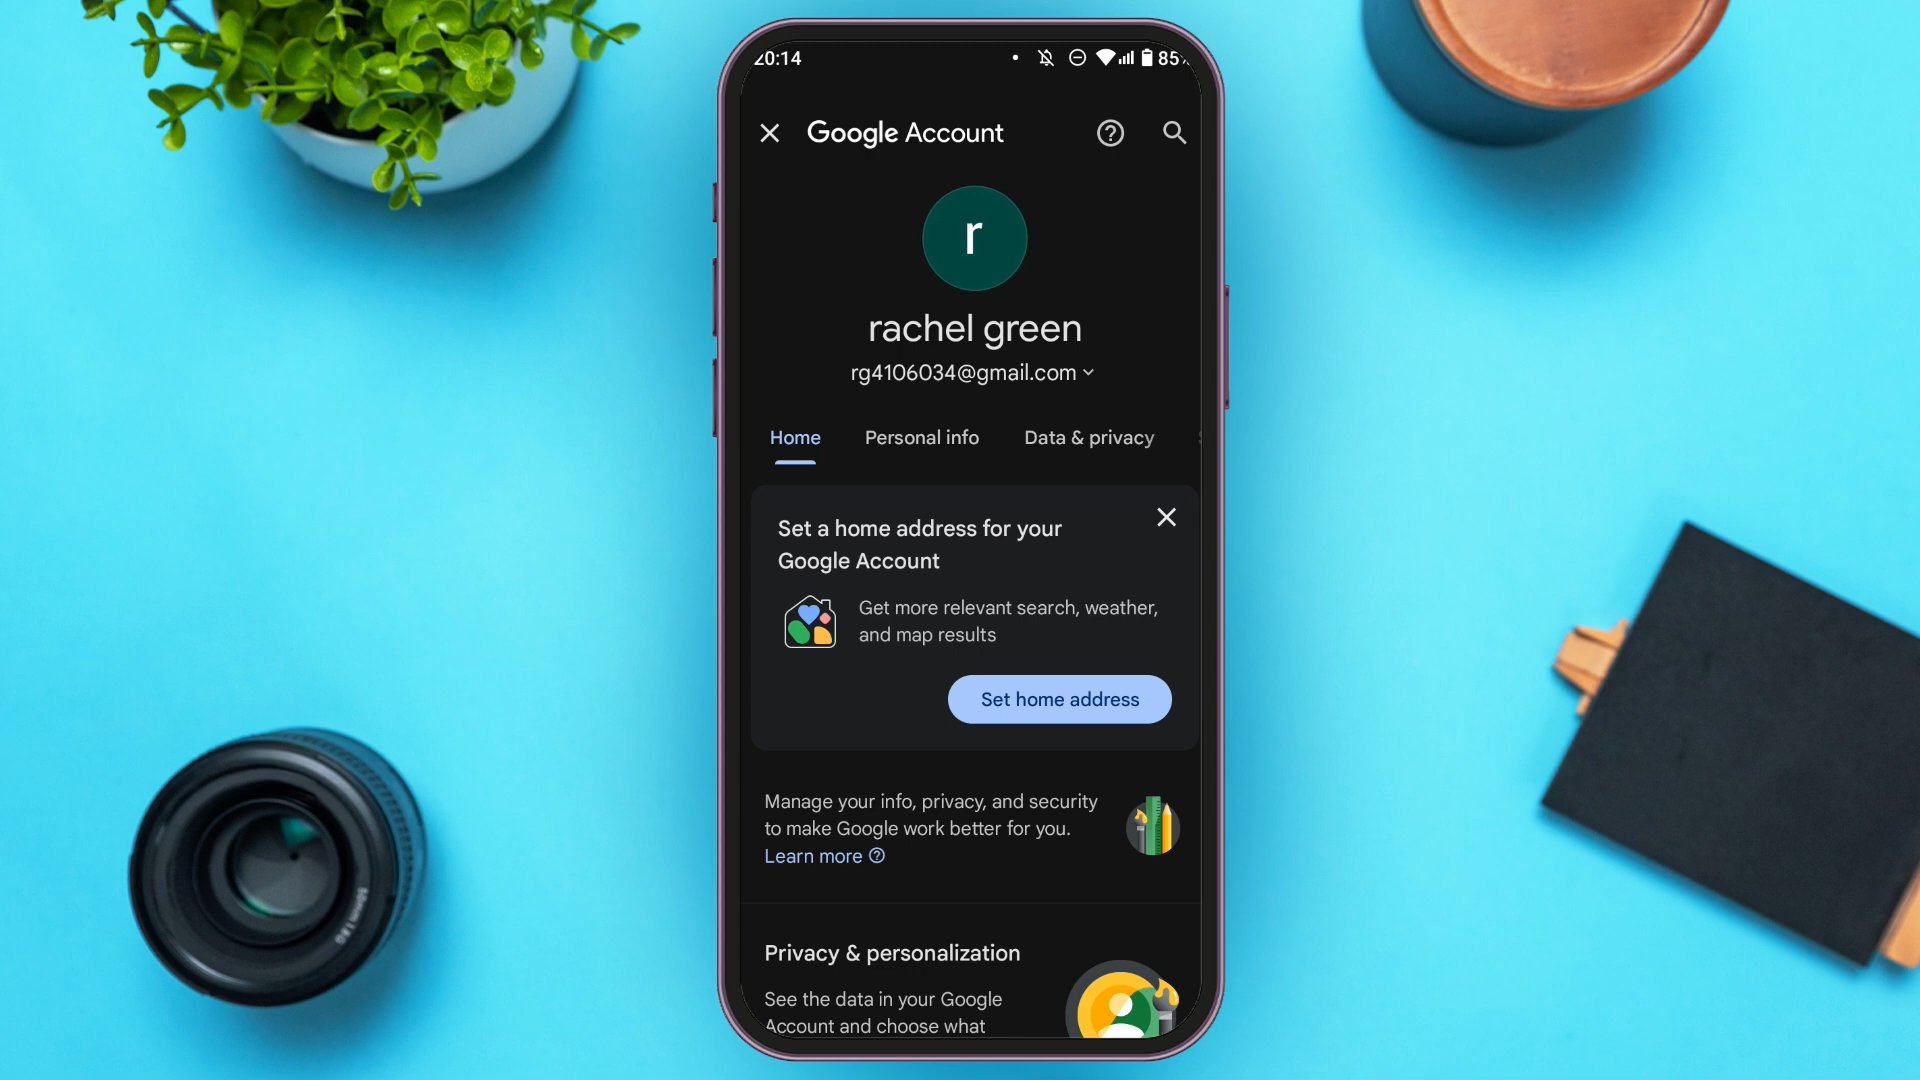 20:14 85%
Google Account
r
rachel green
rg4106034@gmail.com
Home Personal info Data & privacy
Set a home address for your
Google Account
Get more relevant search, weather,
and map results
Set home address
Manage your info, privacy, and security
to make Google work better for you.
Learn more
Privacy & personalization
See the data in your Google
Account and choose what